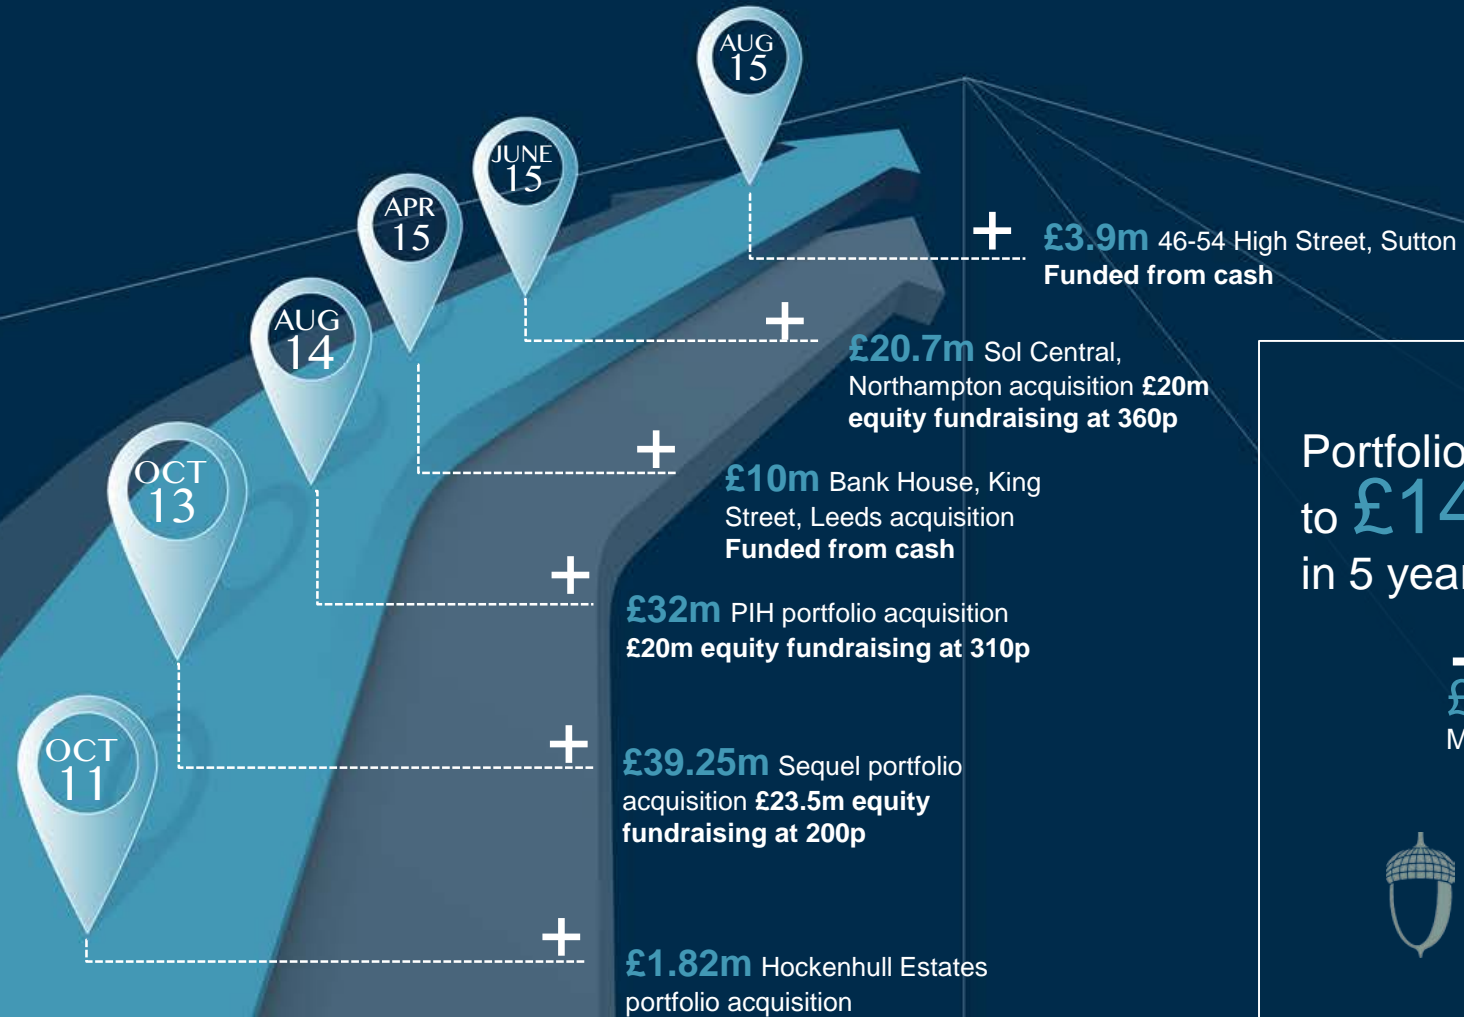 AUG
15
JUNE
15
APR
15
AUG
14
OCT
13
OCT
11
+ £3.9m 46-54 High Street, Sutton
Funded from cash
+ £20.7m Sol Central,
Northampton acquisition £20m
equity fundraising at 360p
+ £10m Bank House, King
Street, Leeds acquisition
Funded from cash
+ £32m PIH portfolio acquisition
£20m equity fundraising at 310p
+ £39.25m Sequel portfolio
acquisition £23.5m equity
fundraising at 200p
+ £1.82m Hockenhull Estates
portfolio acquisition
Portfolio
to £14
in 5 year
£
M